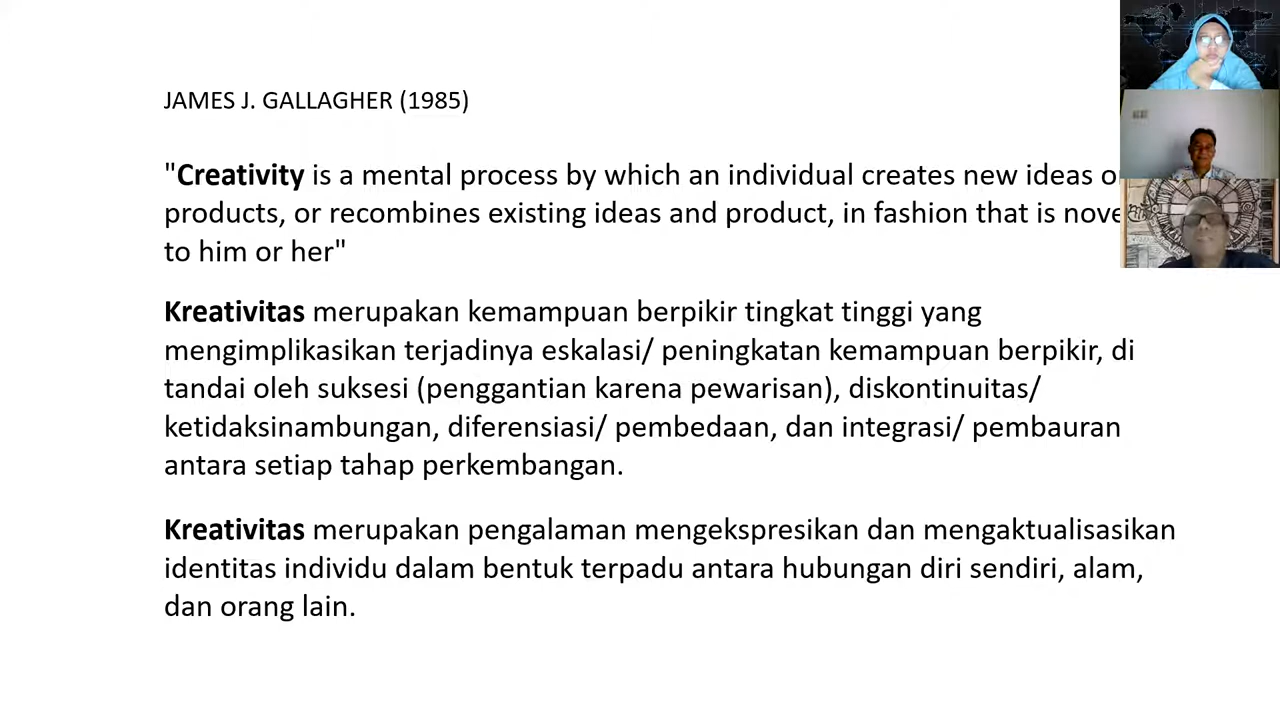 JAMES J. GALLAGHER (1985)
"Creativity is a mental process by which an individual creates new ideas
products, or recombines existing ideas and product, in fashion that is
to him or her"
Kreativitas merupakan kemampuan berpikir tingkat tinggi yang
mengimplikasikan terjadinya eskalasi/ peningkatan kemampuan berpikir, di
tandai oleh suksesi (penggantian karena pewarisan), diskontinuitas/
ketidaksinambungan, diferensiasi/ pembedaan, dan integrasi/ pembauran
antara setiap tahap perkembangan.
Kreativitas merupakan pengalaman mengekspresikan dan mengaktualisasikan
identitas individu dalam bentuk terpadu antara hubungan diri sendiri, alam,
dan orang lain.